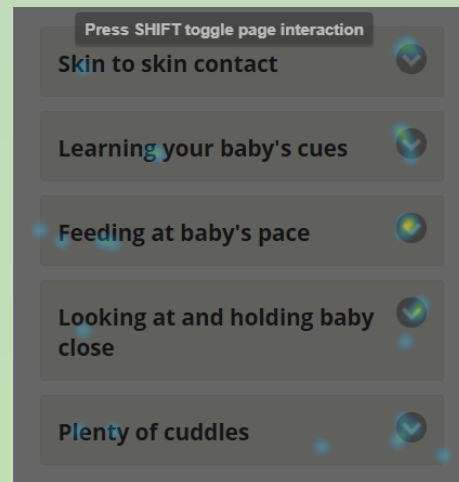 Press SHIFT toggle page interaction
Skin to skin contact
Learning your baby's cues
Feeding at baby's pace
Looking at and holding baby
close
Plenty of cuddles